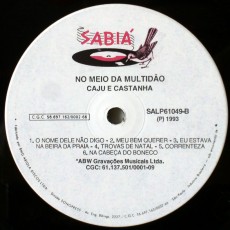 SABIÁ
NO MEIO DA MULTIDÃO
CAJU E CASTANHA
SALP61049-B
(P) 1993
1. O NOME DELE NÃO DIGO • 2. MEU BEM QUERER • 3. EU ESTAVA
NA BEIRA DA PRAIA • 4. TROVAS DE NATAL • 5. CORRENTEZA
6. NA CABEÇA DO BONECO
*ABW Gravações Musicais Ltda.
CGC: 61.137.501/0001-09